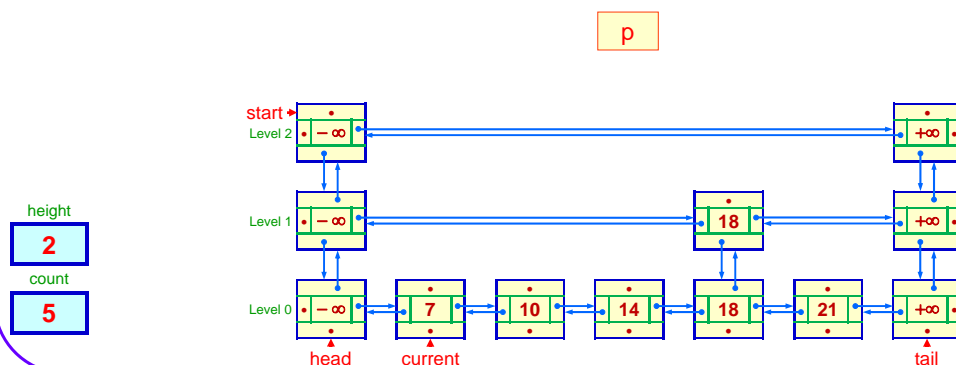 p
start
Level 2
− ∞
+∞
height
2
Level 1
− ∞
18
+∞
count
5
Level 0
− ∞
7
10
14
18
21
+∞
head
current
tail